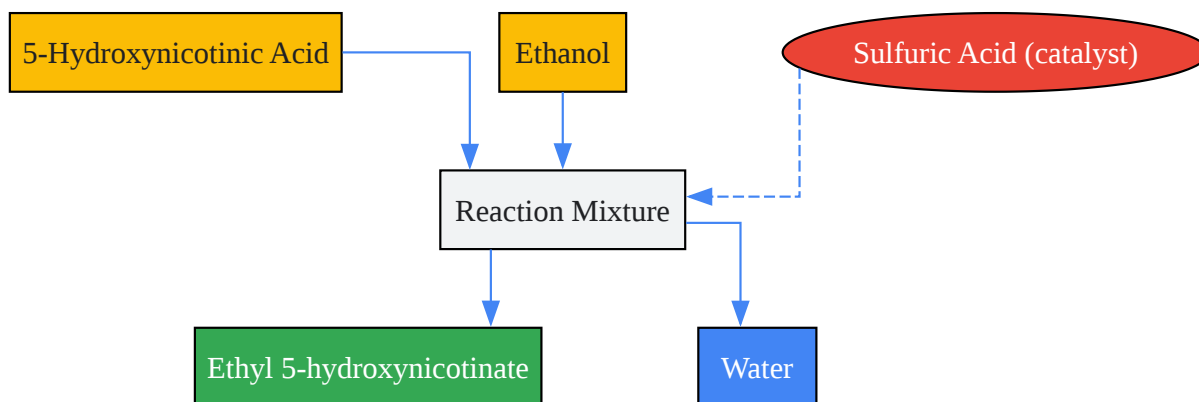 5-Hydroxynicotinic Acid
Ethanol
Sulfuric Acid (catalyst)
Reaction Mixture
Ethyl 5-hydroxynicotinate
Water